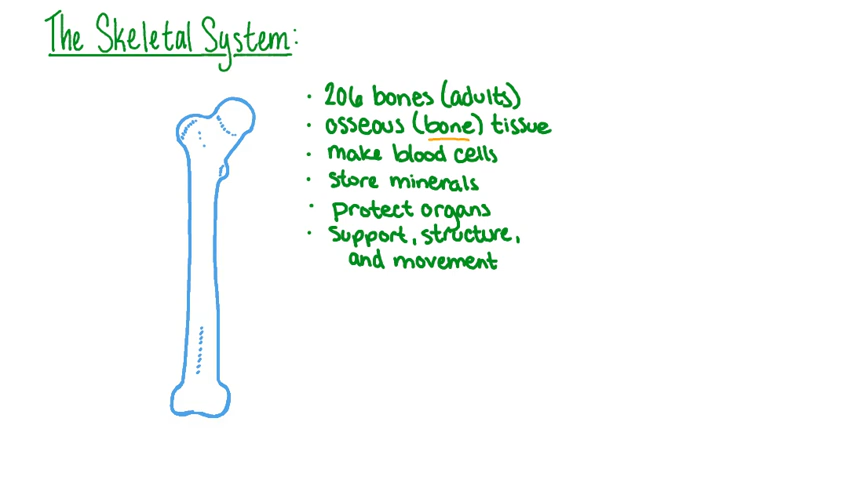 The Skeletal System:
• 206 bones (adults)
• osseous (bone) tissue
• make blood cells
• store minerals
• protect organs
• support, structure,
and movement